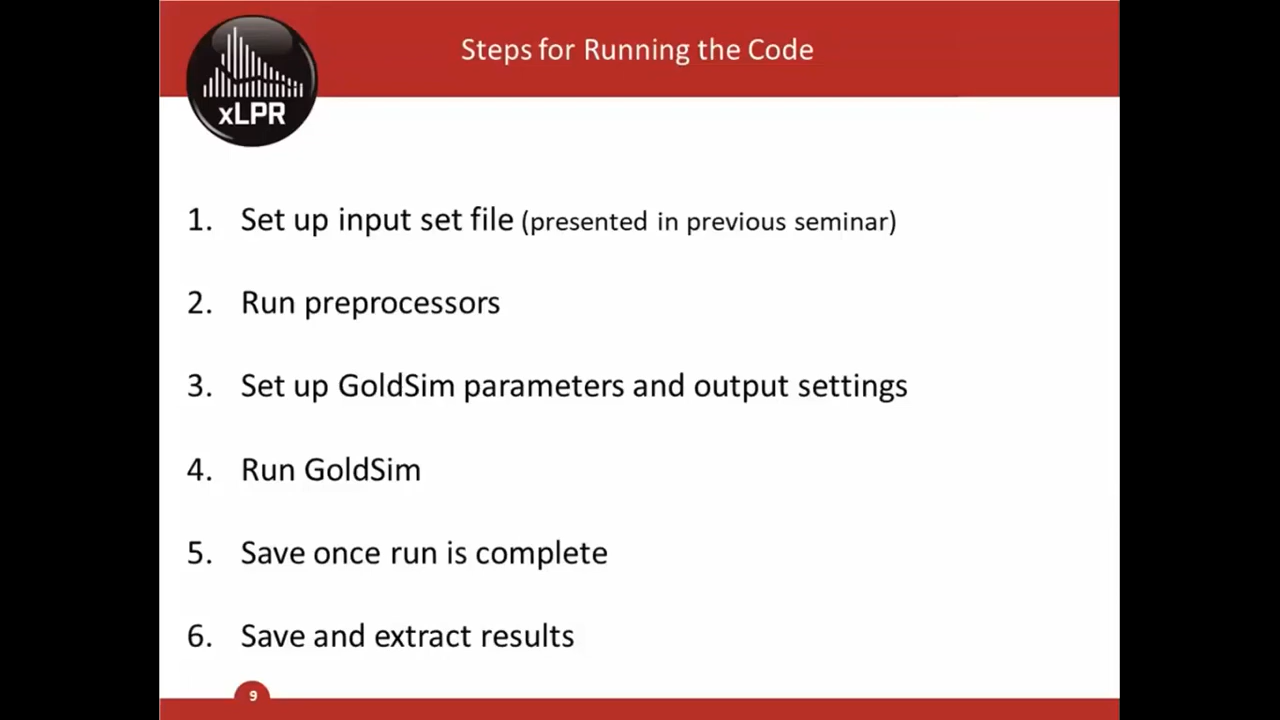 Steps for Running the Code
xLPR
1. Set up input set file (presented in previous seminar)
2. Run preprocessors
3. Set up GoldSim parameters and output settings
4. Run GoldSim
5. Save once run is complete
6. Save and extract results
9